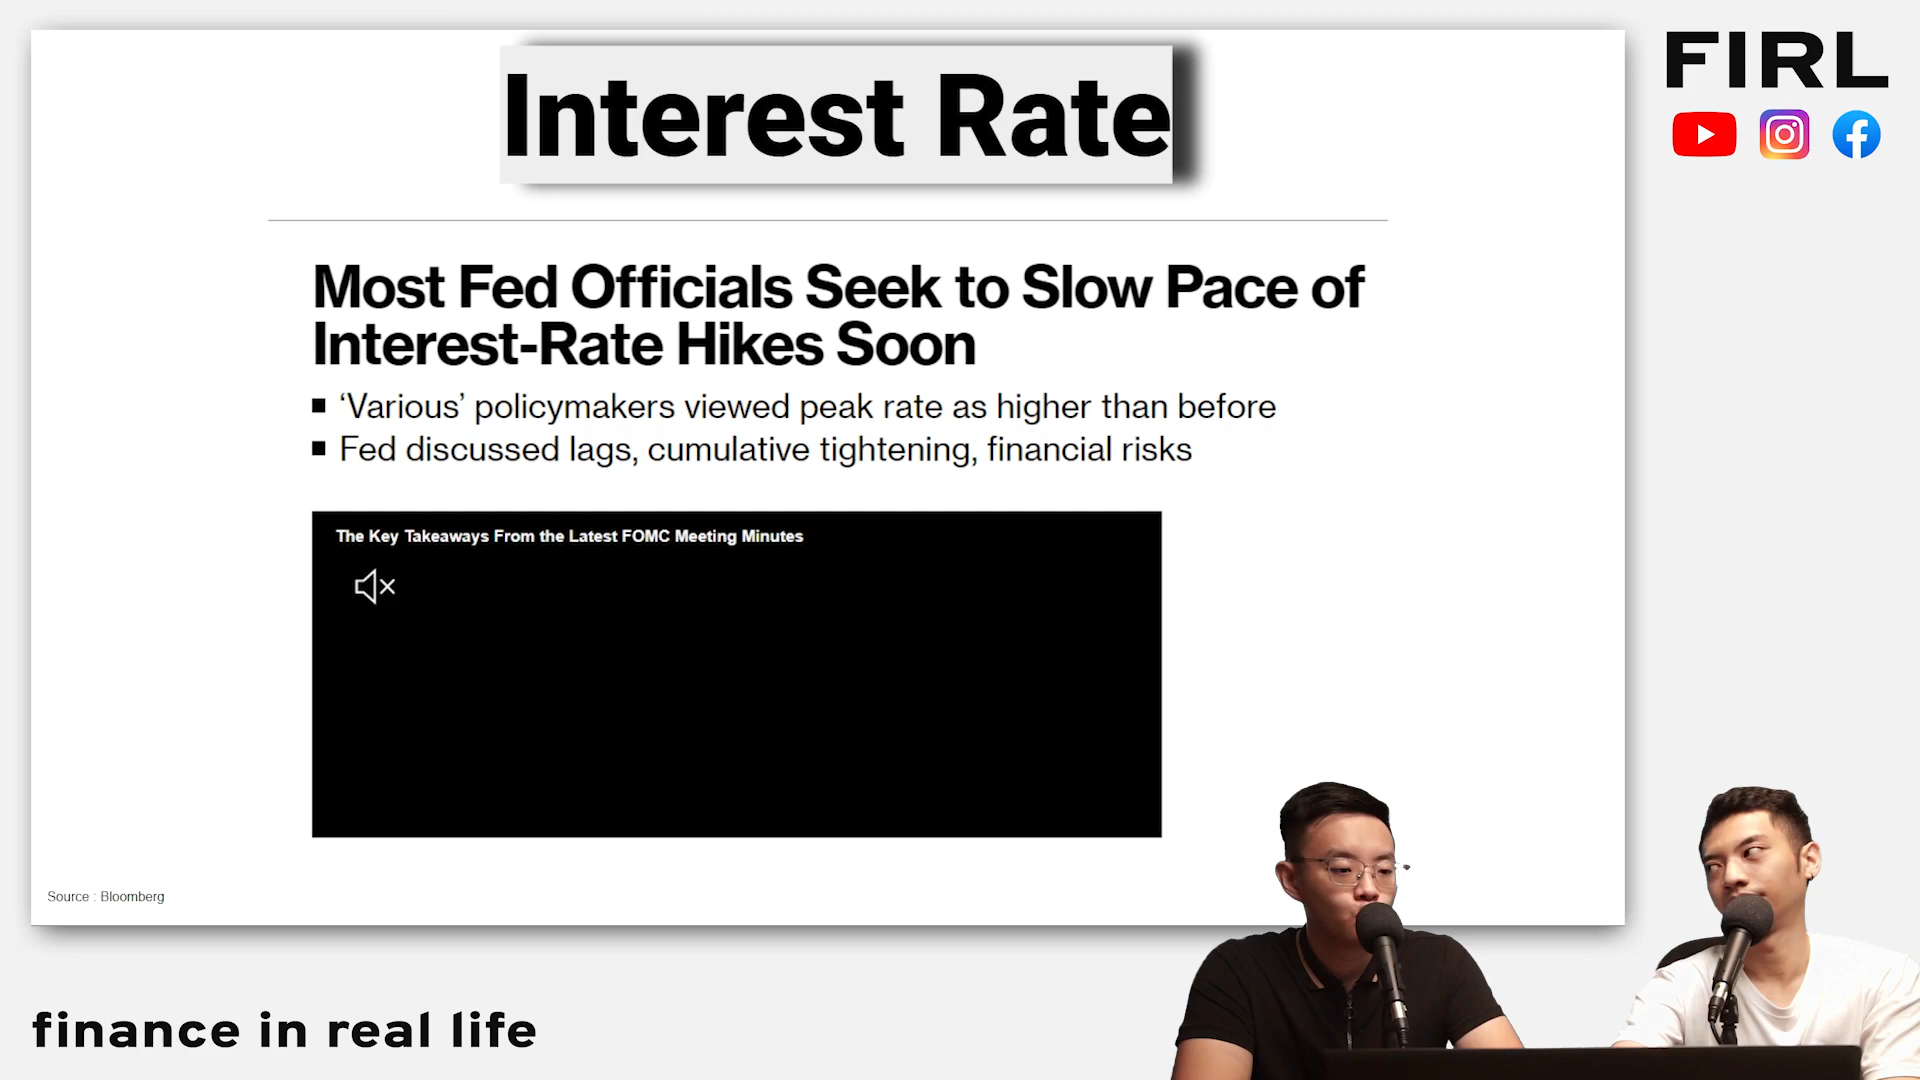 Interest Rate
FIRL
Most Fed Officials Seek to Slow Pace of
Interest-Rate Hikes Soon
■ ‘Various’ policymakers viewed peak rate as higher than before
■ Fed discussed lags, cumulative tightening, financial risks
The Key Takeaways From the Latest FOMC Meeting Minutes
Source : Bloomberg
finance in real life